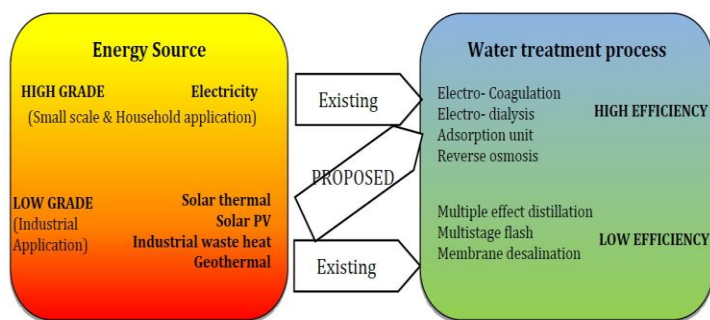 Energy Source
HIGH GRADE Electricity
(Small scale & Household application)
LOW GRADE
(Industrial
Application)
Solar thermal
Solar PV
Industrial waste heat
Geothermal
Existing
PROPOSED
Existing
Water treatment process
Electro- Coagulation
Electro- dialysis
Adsorption unit
Reverse osmosis
HIGH EFFICIENCY
Multiple effect distillation
Multistage flash
Membrane desalination
LOW EFFICIENCY